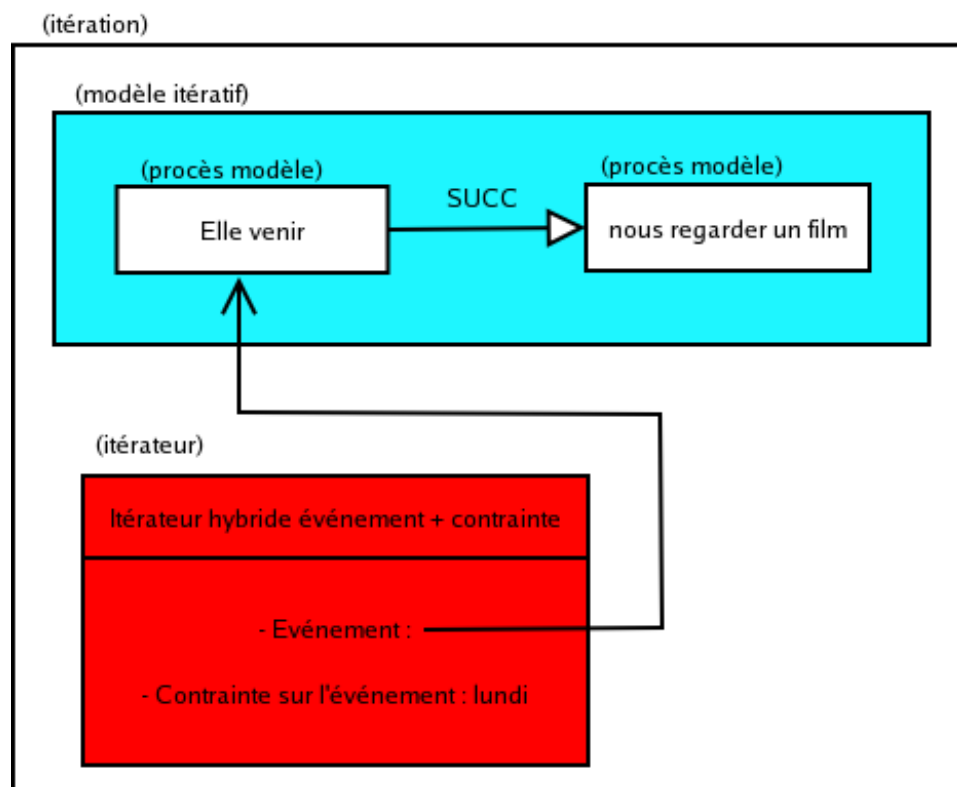 (itération)
(modèle itératif)
(procès modèle)
(procès modèle)
SUCC
Elle venir
nous regarder un film
(itérateur)
Itérateur hybride événement + contrainte
- Evénement :
- Contrainte sur l'événement : lundi